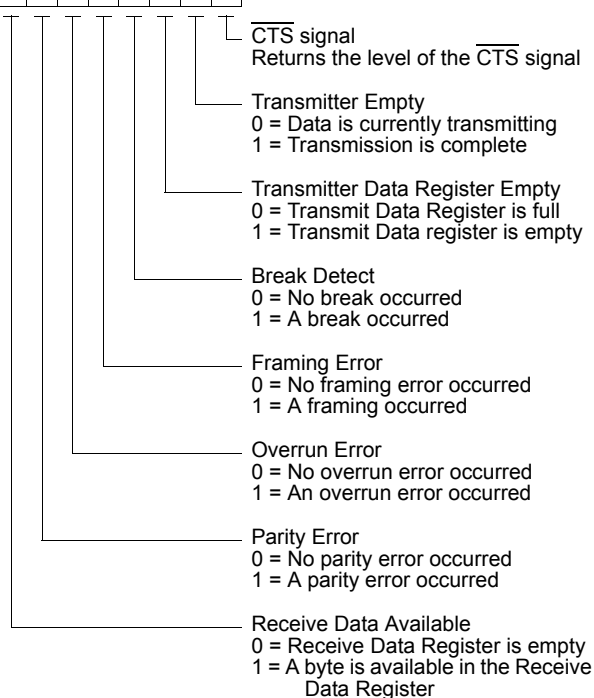 C̅T̅S̅ signal
Returns the level of the C̅T̅S̅ signal
Transmitter Empty
0 = Data is currently transmitting
1 = Transmission is complete
Transmitter Data Register Empty
0 = Transmit Data Register is full
1 = Transmit Data register is empty
Break Detect
0 = No break occurred
1 = A break occurred
Framing Error
0 = No framing error occurred
1 = A framing occurred
Overrun Error
0 = No overrun error occurred
1 = An overrun error occurred
Parity Error
0 = No parity error occurred
1 = A parity error occurred
Receive Data Available
0 = Receive Data Register is empty
1 = A byte is available in the Receive
Data Register